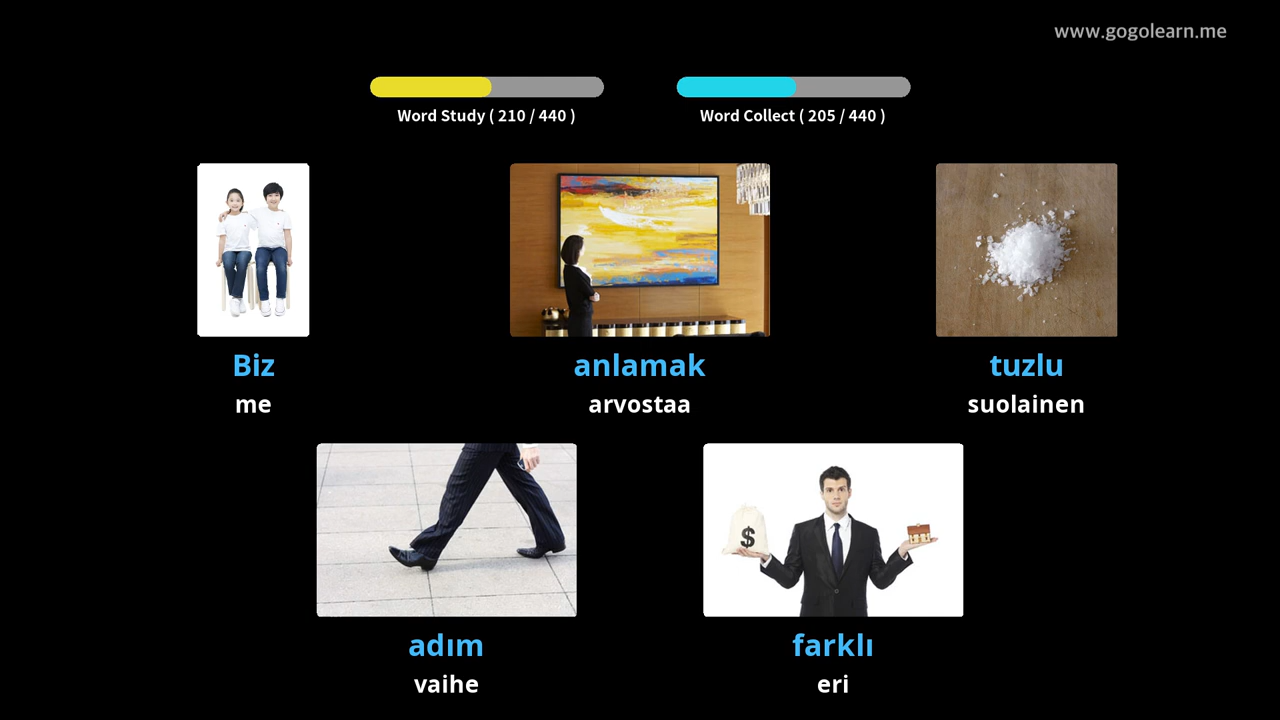 www.gogolearn.me
Word Study ( 210 / 440 )
Word Collect ( 205 / 440 )
Biz
me
anlamak
arvostaa
tuzlu
suolainen
$
adım
vaihe
farklı
eri